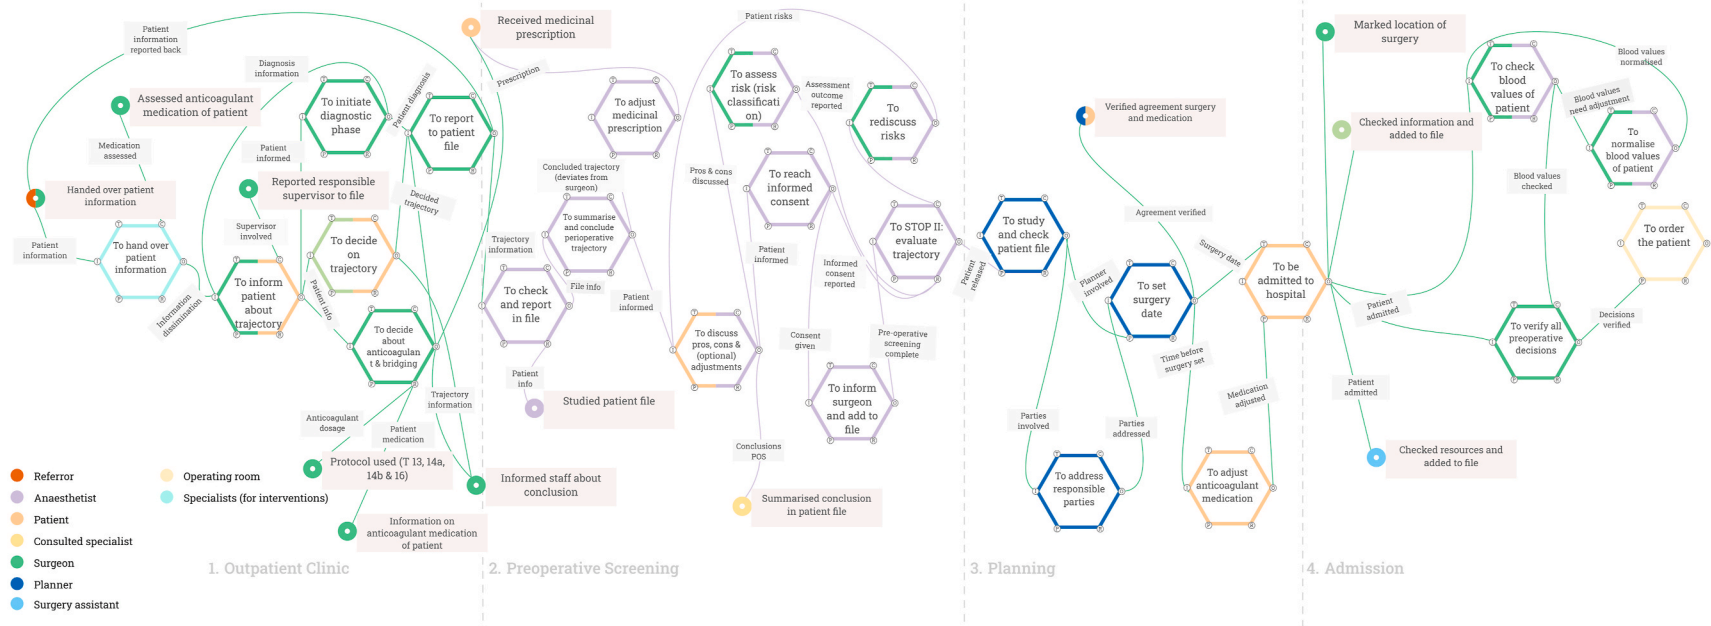 Patient
information
reported back
Diagnosis
information
Assessed anticoagulant
medication of patient
Medication
assessed
Handed over patient
information
Patient
information
To hand over
patient
information
Information
dissimination
Patient
informed
To initiate
diagnostic
phase
Patient diagnosis
To report
to patient
file
Reported responsible
supervisor to file
Supervisor
involved
Decided
trajectory
To decide
on
trajectory
To inform
patient
about
trajectory
Patient info
To decide
about
anticoagulan
t & bridging
Anticoagulant
dosage
Patient
medication
Trajectory
information
Protocol used (T 13, 14a,
14b & 16)
Information on
anticoagulant medication
of patient
Informed staff about
conclusion
Referror
Anaesthetist
Patient
Consulted specialist
Surgeon
Planner
Surgery assistant
Operating room
Specialists (for interventions)
1. Outpatient Clinic
Received medicinal
prescription
Prescription
Patient risks
To adjust
medicinal
prescription
To assess
risk (risk
classificati
on)
Assessment
outcome
reported
To
rediscuss
risks
Concluded trajectory
(deviates from
surgeon)
Pros & cons
discussed
To reach
informed
consent
To summarise
and conclude
perioperative
trajectory
Trajectory
information
To check
and report
in file
File info
Patient
informed
Patient
informed
Informed
consent
reported
To STOP II:
evaluate
trajectory
Patient
released
Patient
info
Studied patient file
To discuss
pros, cons &
(optional)
adjustments
Consent
given
Pre-operative
screening
complete
To inform
surgeon
and add to
file
Conclusions
POS
Summarised conclusion
in patient file
2. Preoperative Screening
Verified agreement surgery
and medication
Agreement verified
To study
and check
patient file
Planner
involved
To set
surgery
date
Surgery date
Time before
surgery set
Parties
involved
Parties
addressed
To address
responsible
parties
To be
admitted to
hospital
Medication
adjusted
To adjust
anticoagulant
medication
3. Planning
Marked location of
surgery
Checked information and
added to file
To check
blood
values of
patient
Blood values
normalised
Blood values
need adjustment
To
normalise
blood values
of patient
Blood values
checked
To order
the patient
Patient
admitted
Decisions
verified
To verify all
preoperative
decisions
Patient
admitted
Checked resources and
added to file
4. Admission